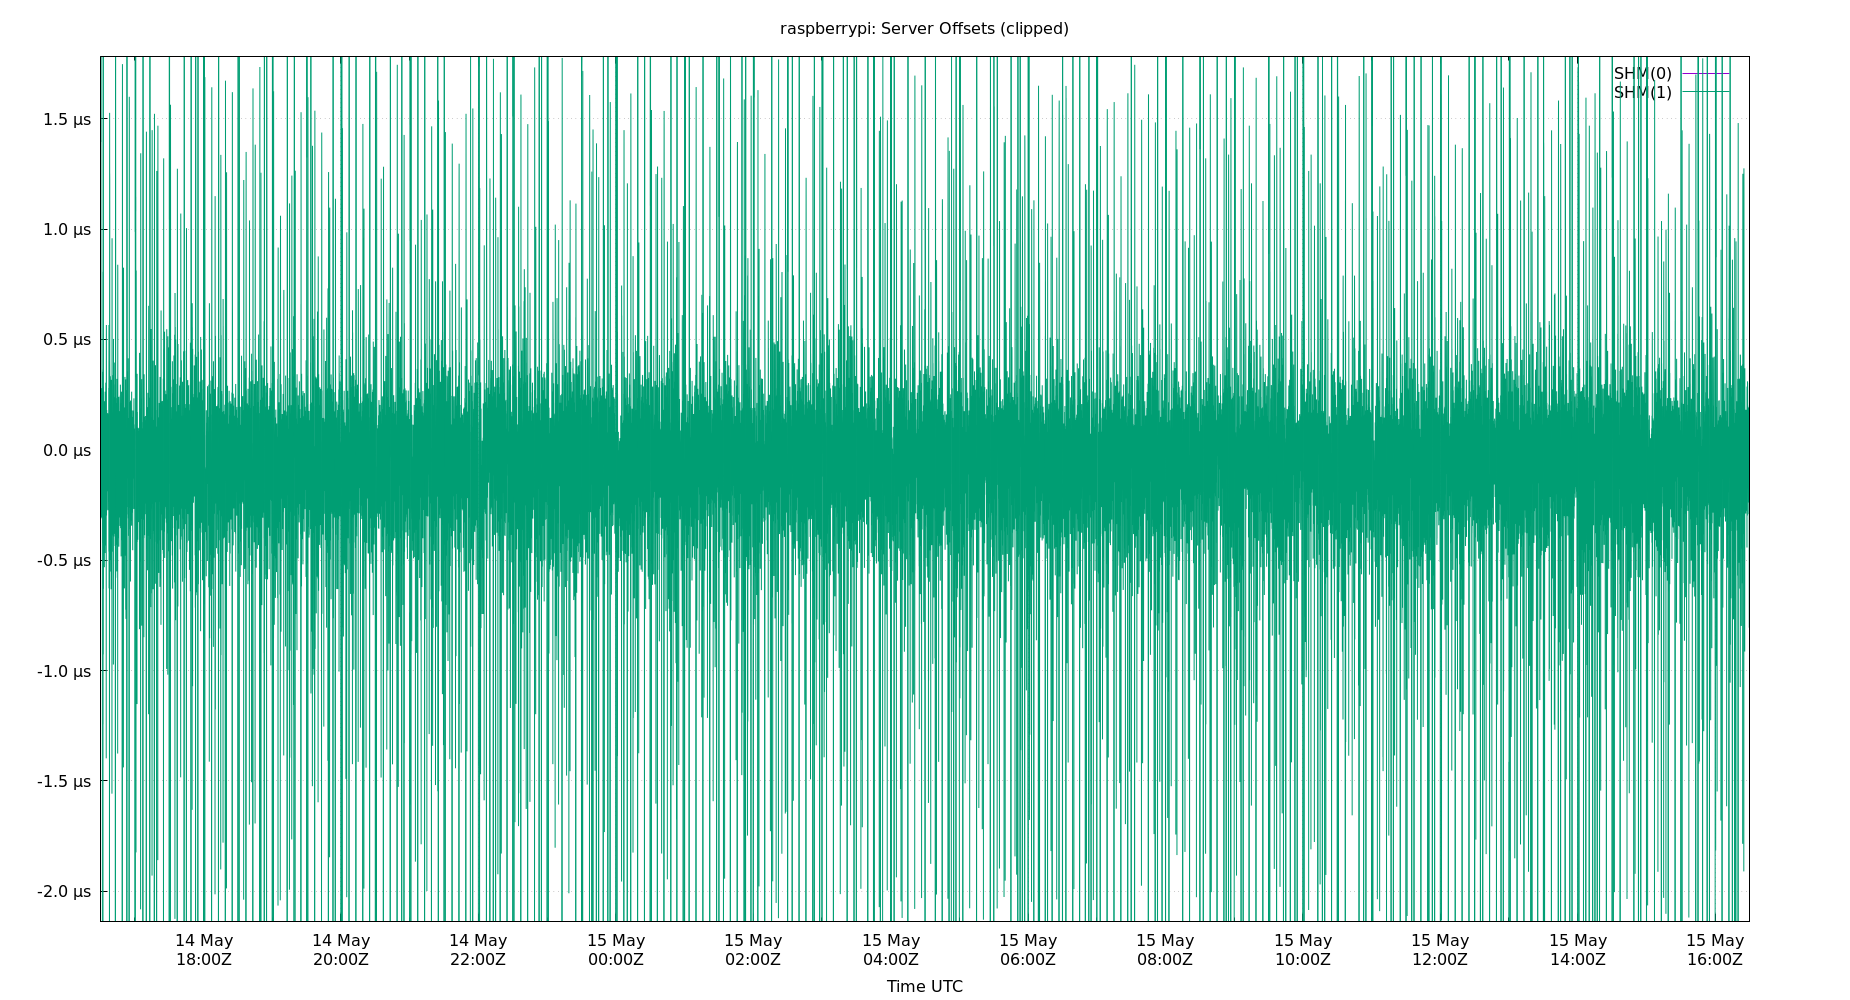 raspberrypi: Server Offsets (clipped)
SHM(0)
SHM(1)
1.5 µs
1.0 µs
0.5 µs
0.0 µs
-0.5 µs
-1.0 µs
-1.5 µs
-2.0 µs
14 May 14 May 14 May 15 May 15 May 15 May 15 May 15 May 15 May 15 May 15 May 15 May
18:00Z 20:00Z 22:00Z 00:00Z 02:00Z 04:00Z 06:00Z 08:00Z 10:00Z 12:00Z 14:00Z 16:00Z
Time UTC